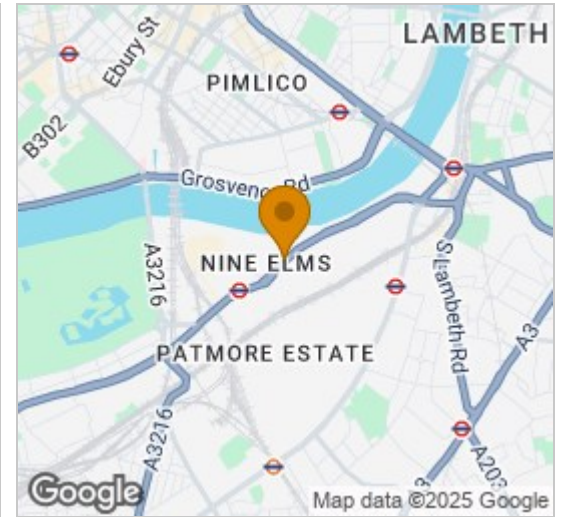 LAMBETH
Ebury St
PIMLICO
B302
Grosvenor Rd
A3216
NINE ELMS
S Lambeth Rd
PATMORE ESTATE
A3
A3216
3
A203
Google
Map data ©2025 Google